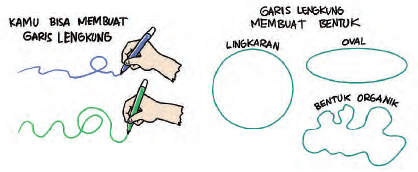 KAMU BISA MEMBUAT
GARIS LENGKUNG
GARIS LENGKUNG
MEMBUAT BENTUK
LINGKARAN
OVAL
BENTUK ORGANIK